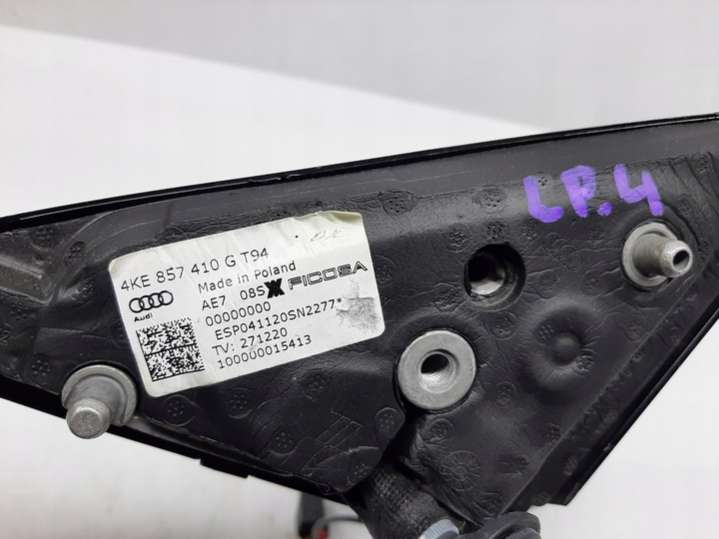 LP.4
4KE 857 410 G T94
Made in Poland
Audi
AE7 08S FICOSA
00000000
ESP041120SN2277*
TV: 271220
100000015413